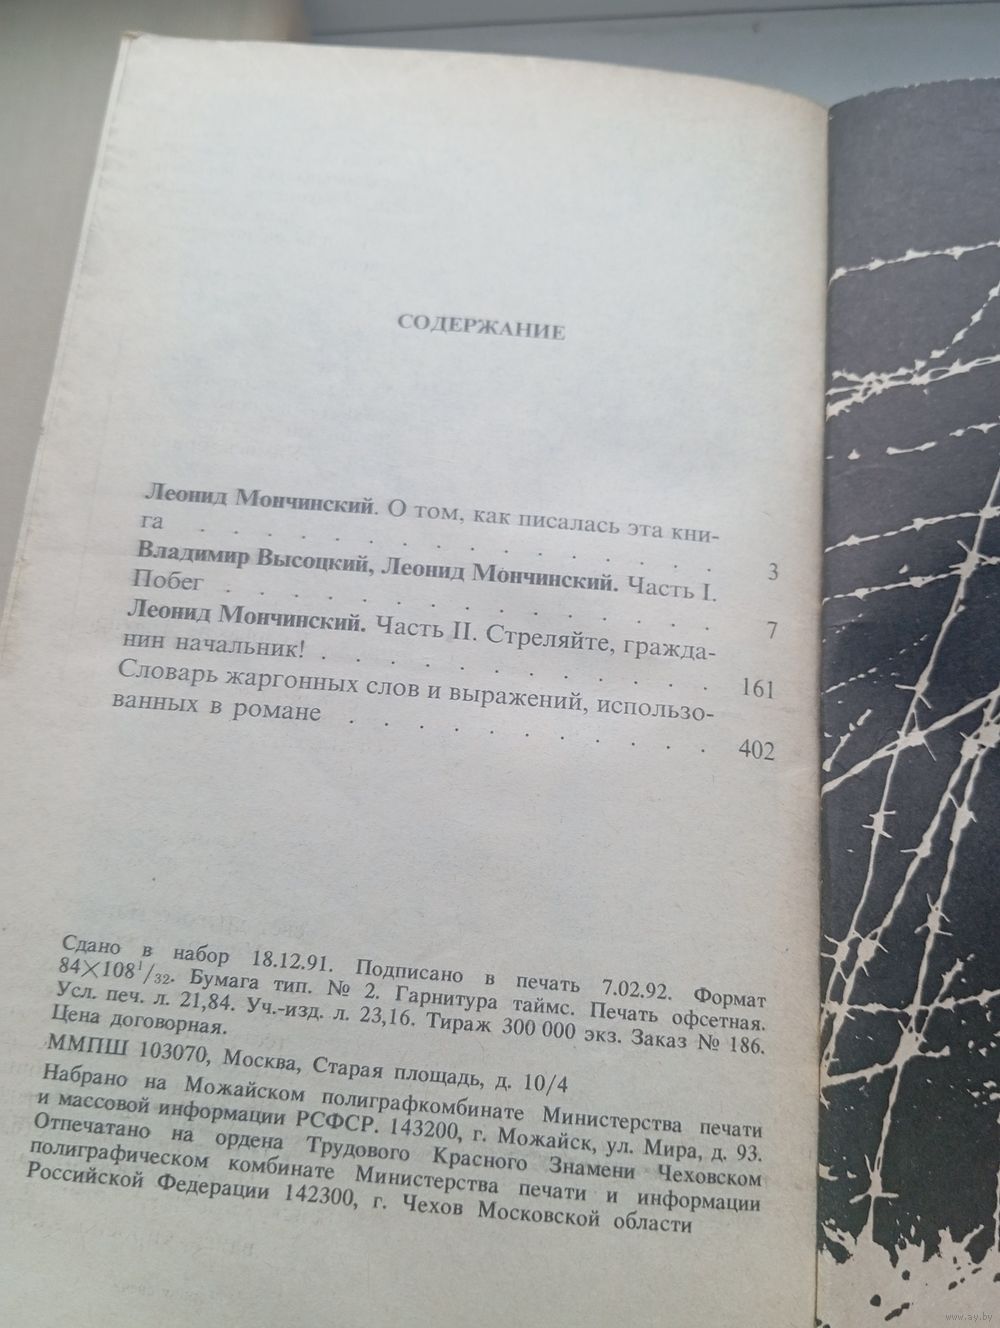 СОДЕРЖАНИЕ
Леонид Мончинский. О том, как писалась эта кни-
га . . . . . . . . . . . . . . 3
Владимир Высоцкий, Леонид Мончинский. Часть I.
Побег . . . . . . . . . . . . . 7
Леонид Мончинский. Часть II. Стреляйте, гражда-
нин начальник! . . . . . . . . . . . 161
Словарь жаргонных слов и выражений, использо-
ванных в романе . . . . . . . . . . 402
Сдано в набор 18.12.91. Подписано в печать 7.02.92. Формат
84×108¹/₃₂. Бумага тип. № 2. Гарнитура таймс. Печать офсетная.
Усл. печ. л. 21,84. Уч.-изд. л. 23,16. Тираж 300 000 экз. Заказ № 186.
Цена договорная.
ММПШ 103070, Москва, Старая площадь, д. 10/4
Набрано на Можайском полиграфкомбинате Министерства печати
и массовой информации РСФСР. 143200, г. Можайск, ул. Мира, д. 93.
Отпечатано на ордена Трудового Красного Знамени Чеховском
полиграфическом комбинате Министерства печати и информации
Российской Федерации 142300, г. Чехов Московской области
www.ay.by